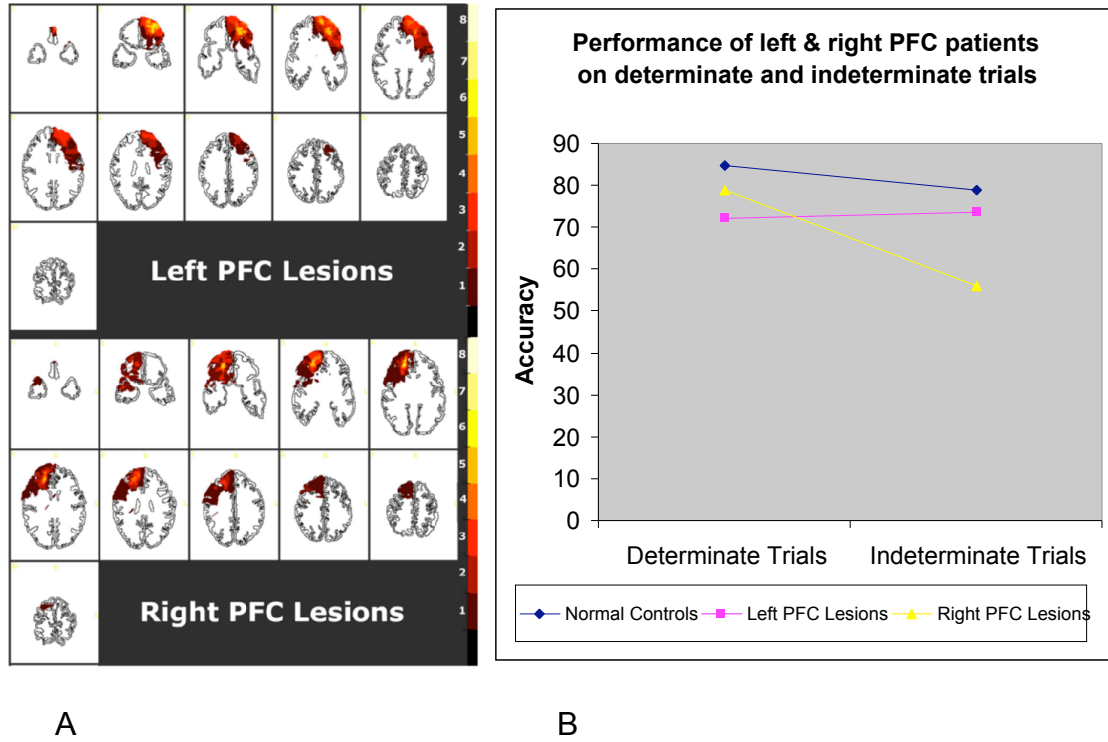 8
7
6
5
4
3
2
1
Left PFC Lesions
8
7
6
5
4
3
2
1
Right PFC Lesions
A
Performance of left & right PFC patients
on determinate and indeterminate trials
Accuracy
90
80
70
60
50
40
30
20
10
0
Determinate Trials Indeterminate Trials
Normal Controls Left PFC Lesions Right PFC Lesions
B